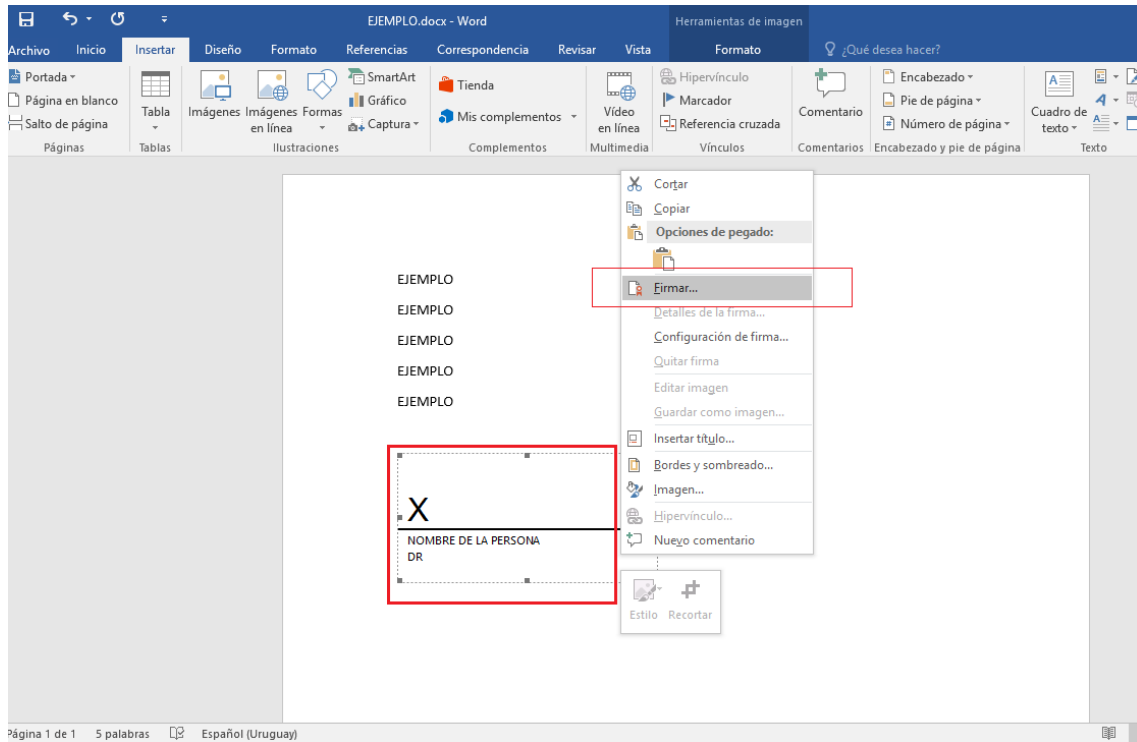 EJEMPLO.docx - Word
Herramientas de imagen
Archivo Inicio Insertar Diseño Formato Referencias Correspondencia Revisar Vista Formato ¿Qué desea hacer?
Portada
Página en blanco
Salto de página
Páginas
Tabla
Tablas
Imágenes
Imágenes en línea
Formas
SmartArt
Gráfico
Captura
Ilustraciones
Tienda
Mis complementos
Complementos
Vídeo en línea
Multimedia
Hipervínculo
Marcador
Referencia cruzada
Vínculos
Comentario
Comentarios
Encabezado
Pie de página
Número de página
Encabezado y pie de página
Cuadro de texto
Texto
EJEMPLO
EJEMPLO
EJEMPLO
EJEMPLO
EJEMPLO
X
NOMBRE DE LA PERSONA
DR
Cortar
Copiar
Opciones de pegado:
Firmar...
Detalles de la firma...
Configuración de firma...
Quitar firma
Editar imagen
Guardar como imagen...
Insertar título...
Bordes y sombreado...
Imagen...
Hipervínculo...
Nuevo comentario
Estilo Recortar
Página 1 de 1 5 palabras Español (Uruguay)